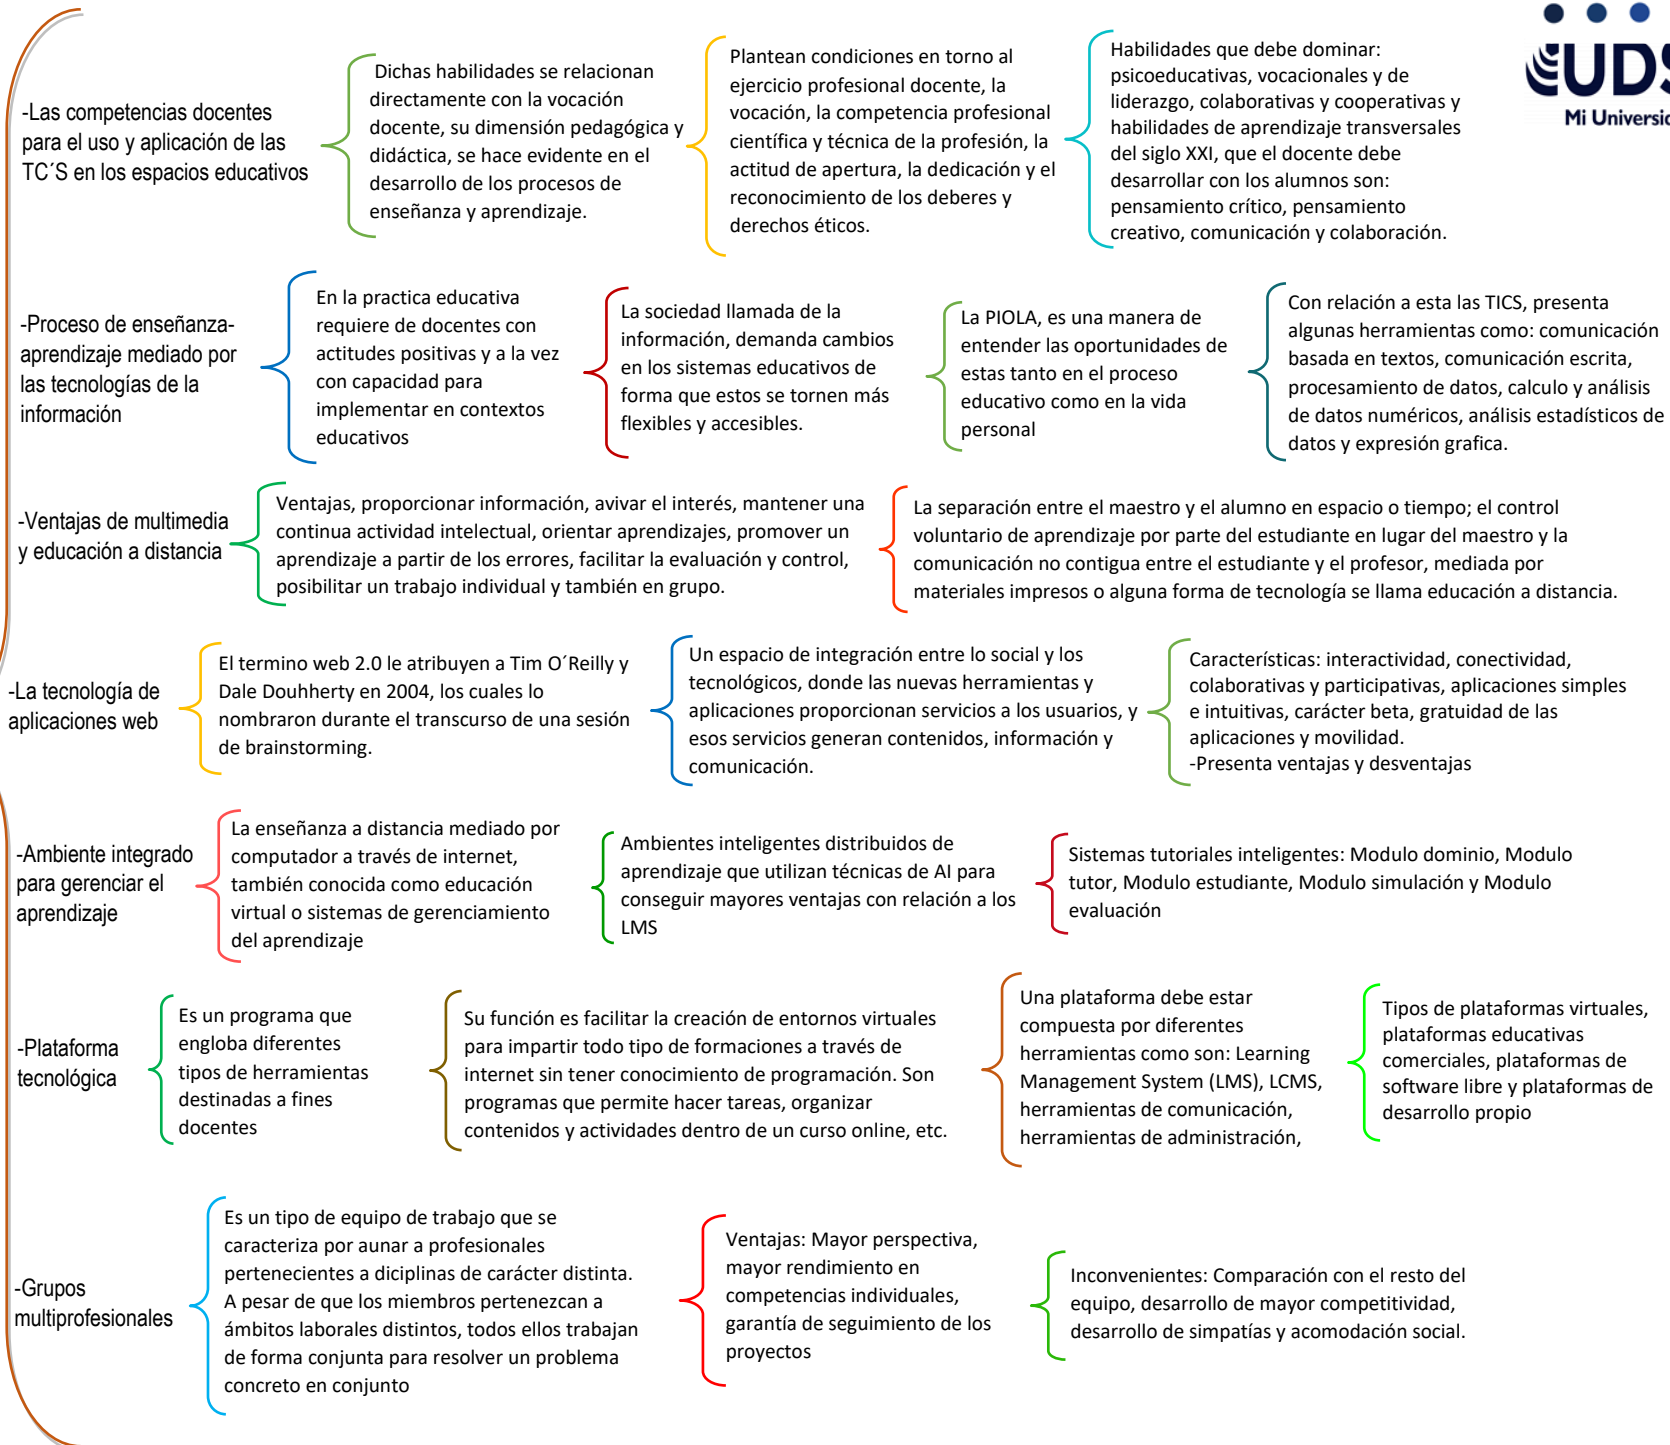 UDS
Mi Universid
-Las competencias docentes
para el uso y aplicación de las
TC´S en los espacios educativos
Dichas habilidades se relacionan
directamente con la vocación
docente, su dimensión pedagógica y
didáctica, se hace evidente en el
desarrollo de los procesos de
enseñanza y aprendizaje.
Plantean condiciones en torno al
ejercicio profesional docente, la
vocación, la competencia profesional
científica y técnica de la profesión, la
actitud de apertura, la dedicación y el
reconocimiento de los deberes y
derechos éticos.
Habilidades que debe dominar:
psicoeducativas, vocacionales y de
liderazgo, colaborativas y cooperativas y
habilidades de aprendizaje transversales
del siglo XXI, que el docente debe
desarrollar con los alumnos son:
pensamiento crítico, pensamiento
creativo, comunicación y colaboración.
-Proceso de enseñanza-
aprendizaje mediado por
las tecnologías de la
información
En la practica educativa
requiere de docentes con
actitudes positivas y a la vez
con capacidad para
implementar en contextos
educativos
La sociedad llamada de la
información, demanda cambios
en los sistemas educativos de
forma que estos se tornen más
flexibles y accesibles.
La PIOLA, es una manera de
entender las oportunidades de
estas tanto en el proceso
educativo como en la vida
personal
Con relación a esta las TICS, presenta
algunas herramientas como: comunicación
basada en textos, comunicación escrita,
procesamiento de datos, calculo y análisis
de datos numéricos, análisis estadísticos de
datos y expresión grafica.
-Ventajas de multimedia
y educación a distancia
Ventajas, proporcionar información, avivar el interés, mantener una
continua actividad intelectual, orientar aprendizajes, promover un
aprendizaje a partir de los errores, facilitar la evaluación y control,
posibilitar un trabajo individual y también en grupo.
La separación entre el maestro y el alumno en espacio o tiempo; el control
voluntario de aprendizaje por parte del estudiante en lugar del maestro y la
comunicación no contigua entre el estudiante y el profesor, mediada por
materiales impresos o alguna forma de tecnología se llama educación a distancia.
-La tecnología de
aplicaciones web
El termino web 2.0 le atribuyen a Tim O´Reilly y
Dale Douhherty en 2004, los cuales lo
nombraron durante el transcurso de una sesión
de brainstorming.
Un espacio de integración entre lo social y los
tecnológicos, donde las nuevas herramientas y
aplicaciones proporcionan servicios a los usuarios, y
esos servicios generan contenidos, información y
comunicación.
Características: interactividad, conectividad,
colaborativas y participativas, aplicaciones simples
e intuitivas, carácter beta, gratuidad de las
aplicaciones y movilidad.
-Presenta ventajas y desventajas
-Ambiente integrado
para gerenciar el
aprendizaje
La enseñanza a distancia mediado por
computador a través de internet,
también conocida como educación
virtual o sistemas de gerenciamiento
del aprendizaje
Ambientes inteligentes distribuidos de
aprendizaje que utilizan técnicas de AI para
conseguir mayores ventajas con relación a los
LMS
Sistemas tutoriales inteligentes: Modulo dominio, Modulo
tutor, Modulo estudiante, Modulo simulación y Modulo
evaluación
-Plataforma
tecnológica
Es un programa que
engloba diferentes
tipos de herramientas
destinadas a fines
docentes
Su función es facilitar la creación de entornos virtuales
para impartir todo tipo de formaciones a través de
internet sin tener conocimiento de programación. Son
programas que permite hacer tareas, organizar
contenidos y actividades dentro de un curso online, etc.
Una plataforma debe estar
compuesta por diferentes
herramientas como son: Learning
Management System (LMS), LCMS,
herramientas de comunicación,
herramientas de administración,
Tipos de plataformas virtuales,
plataformas educativas
comerciales, plataformas de
software libre y plataformas de
desarrollo propio
-Grupos
multiprofesionales
Es un tipo de equipo de trabajo que se
caracteriza por aunar a profesionales
pertenecientes a diciplinas de carácter distinta.
A pesar de que los miembros pertenezcan a
ámbitos laborales distintos, todos ellos trabajan
de forma conjunta para resolver un problema
concreto en conjunto
Ventajas: Mayor perspectiva,
mayor rendimiento en
competencias individuales,
garantía de seguimiento de los
proyectos
Inconvenientes: Comparación con el resto del
equipo, desarrollo de mayor competitividad,
desarrollo de simpatías y acomodación social.